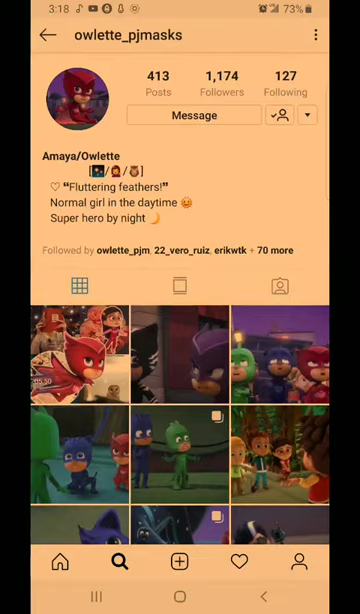 3:18 73%
owlette_pjmasks
413 1,174 127
Posts Followers Following
Message
Amaya/Owlette
[🌃/👩‍🦰/🦉]
♡ ❝Fluttering feathers!❞
Normal girl in the daytime 🌞
Super hero by night 🌙
Followed by owlette_pjm, 22_vero_ruiz, erikwtk + 70 more